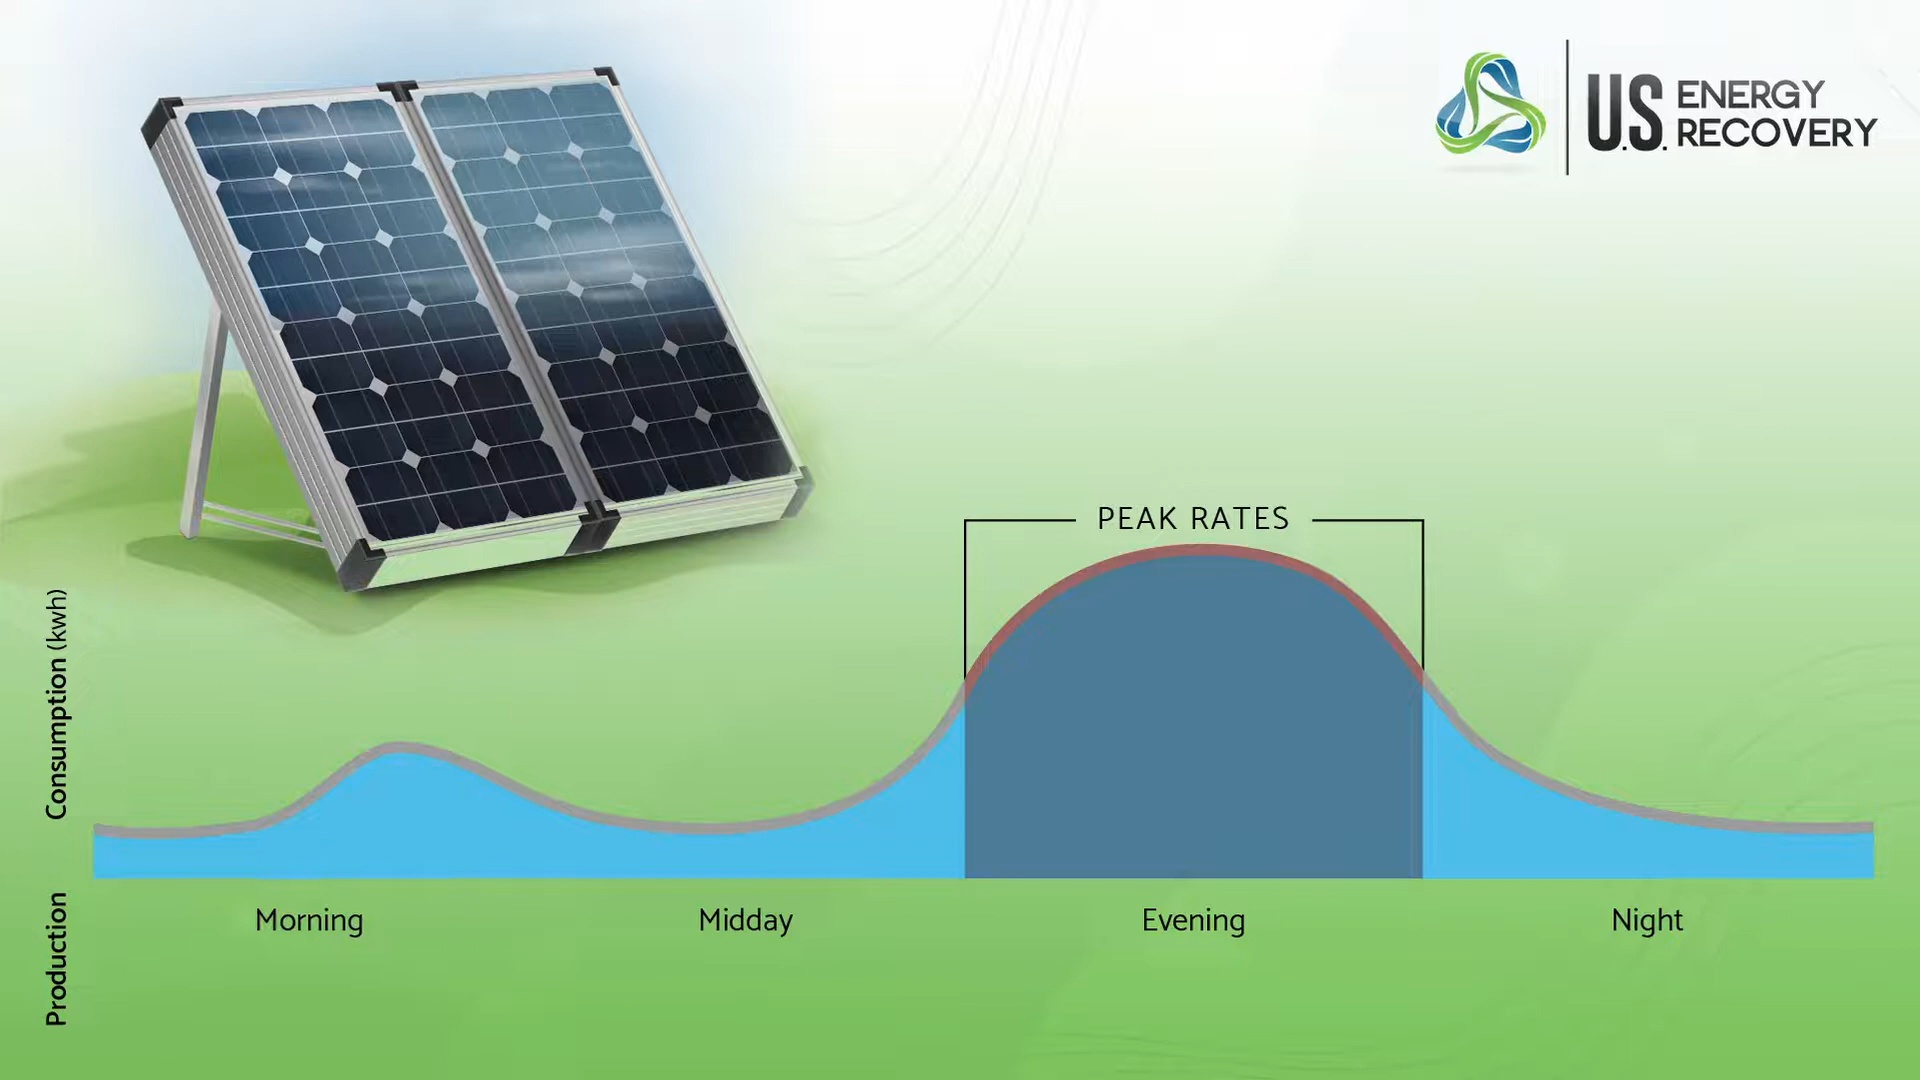 U.S. ENERGY
RECOVERY
PEAK RATES
Consumption (kwh)
Production
Morning
Midday
Evening
Night